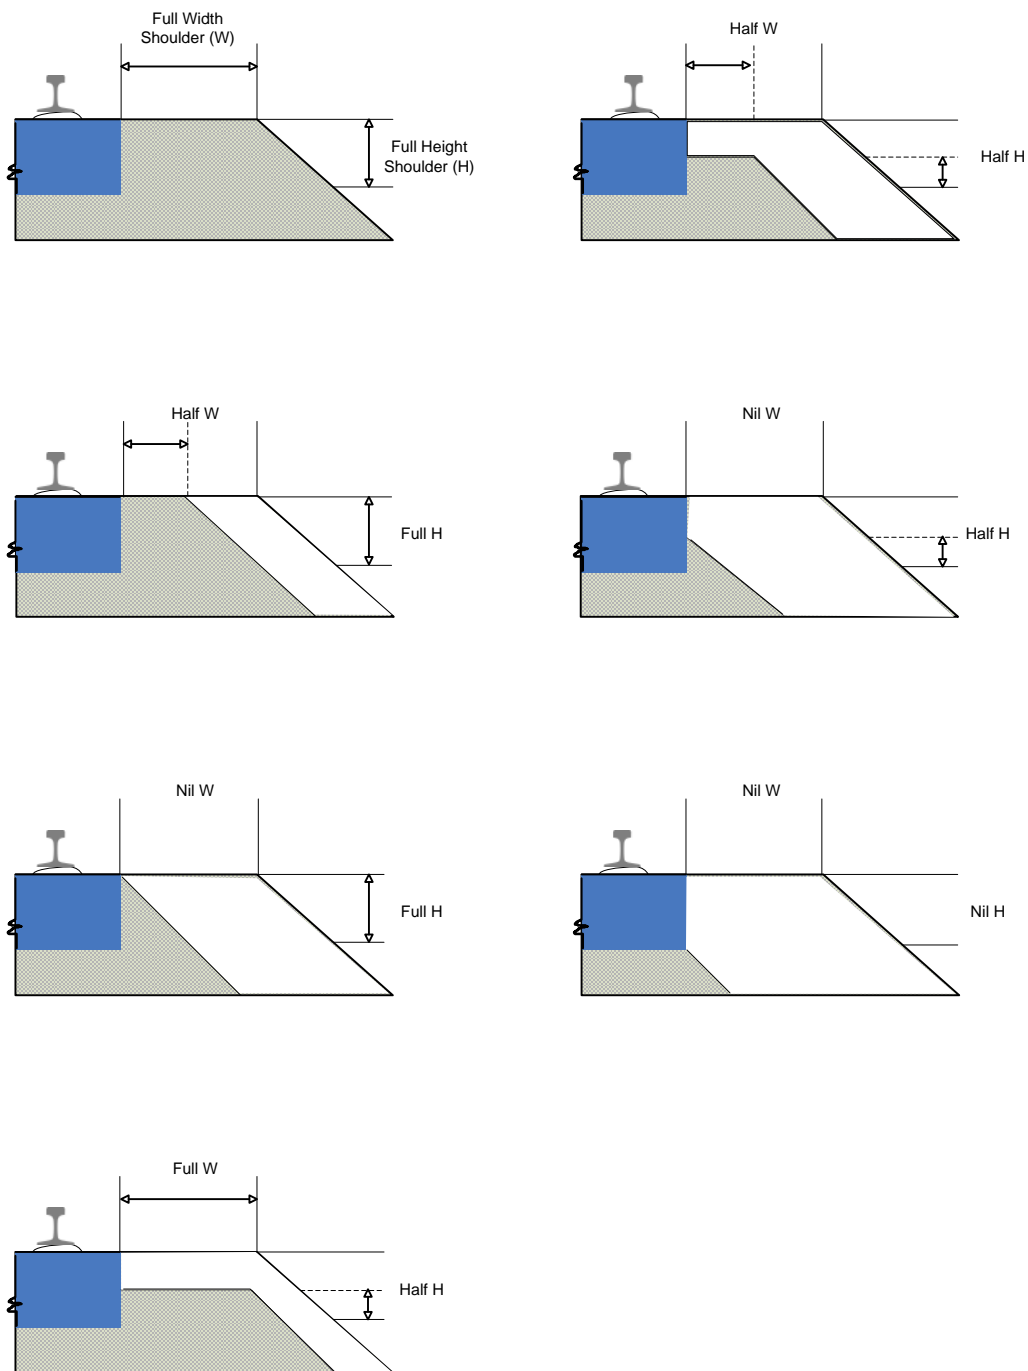 Full Width
Shoulder (W)
Half W
Full Height
Shoulder (H)
Half H
Half W
Nil W
Full H
Half H
Nil W
Nil W
Full H
Nil H
Full W
Half H